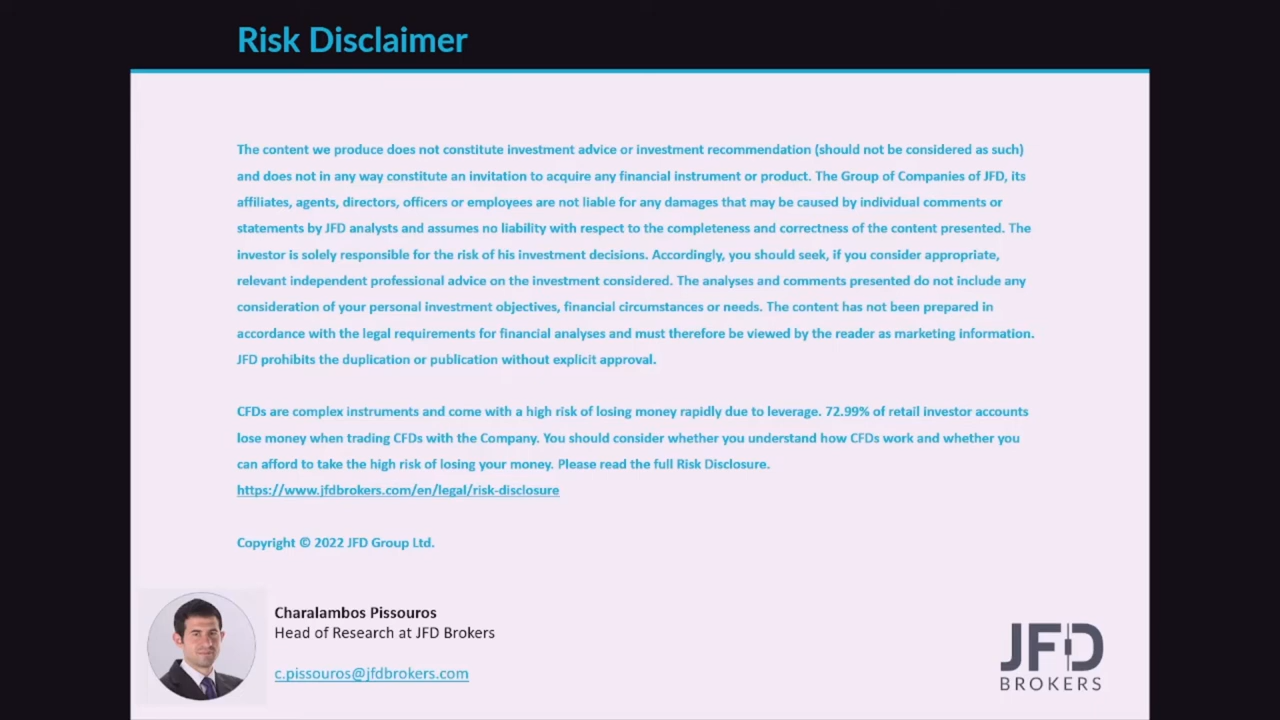 Risk Disclaimer
The content we produce does not constitute investment advice or investment recommendation (should not be considered as such)
and does not in any way constitute an invitation to acquire any financial instrument or product. The Group of Companies of JFD, its
affiliates, agents, directors, officers or employees are not liable for any damages that may be caused by individual comments or
statements by JFD analysts and assumes no liability with respect to the completeness and correctness of the content presented. The
investor is solely responsible for the risk of his investment decisions. Accordingly, you should seek, if you consider appropriate,
relevant independent professional advice on the investment considered. The analyses and comments presented do not include any
consideration of your personal investment objectives, financial circumstances or needs. The content has not been prepared in
accordance with the legal requirements for financial analyses and must therefore be viewed by the reader as marketing information.
JFD prohibits the duplication or publication without explicit approval.
CFDs are complex instruments and come with a high risk of losing money rapidly due to leverage. 72.99% of retail investor accounts
lose money when trading CFDs with the Company. You should consider whether you understand how CFDs work and whether you
can afford to take the high risk of losing your money. Please read the full Risk Disclosure.
https://www.jfdbrokers.com/en/legal/risk-disclosure
Copyright © 2022 JFD Group Ltd.
Charalambos Pissouros
Head of Research at JFD Brokers
c.pissouros@jfdbrokers.com
JFD
BROKERS